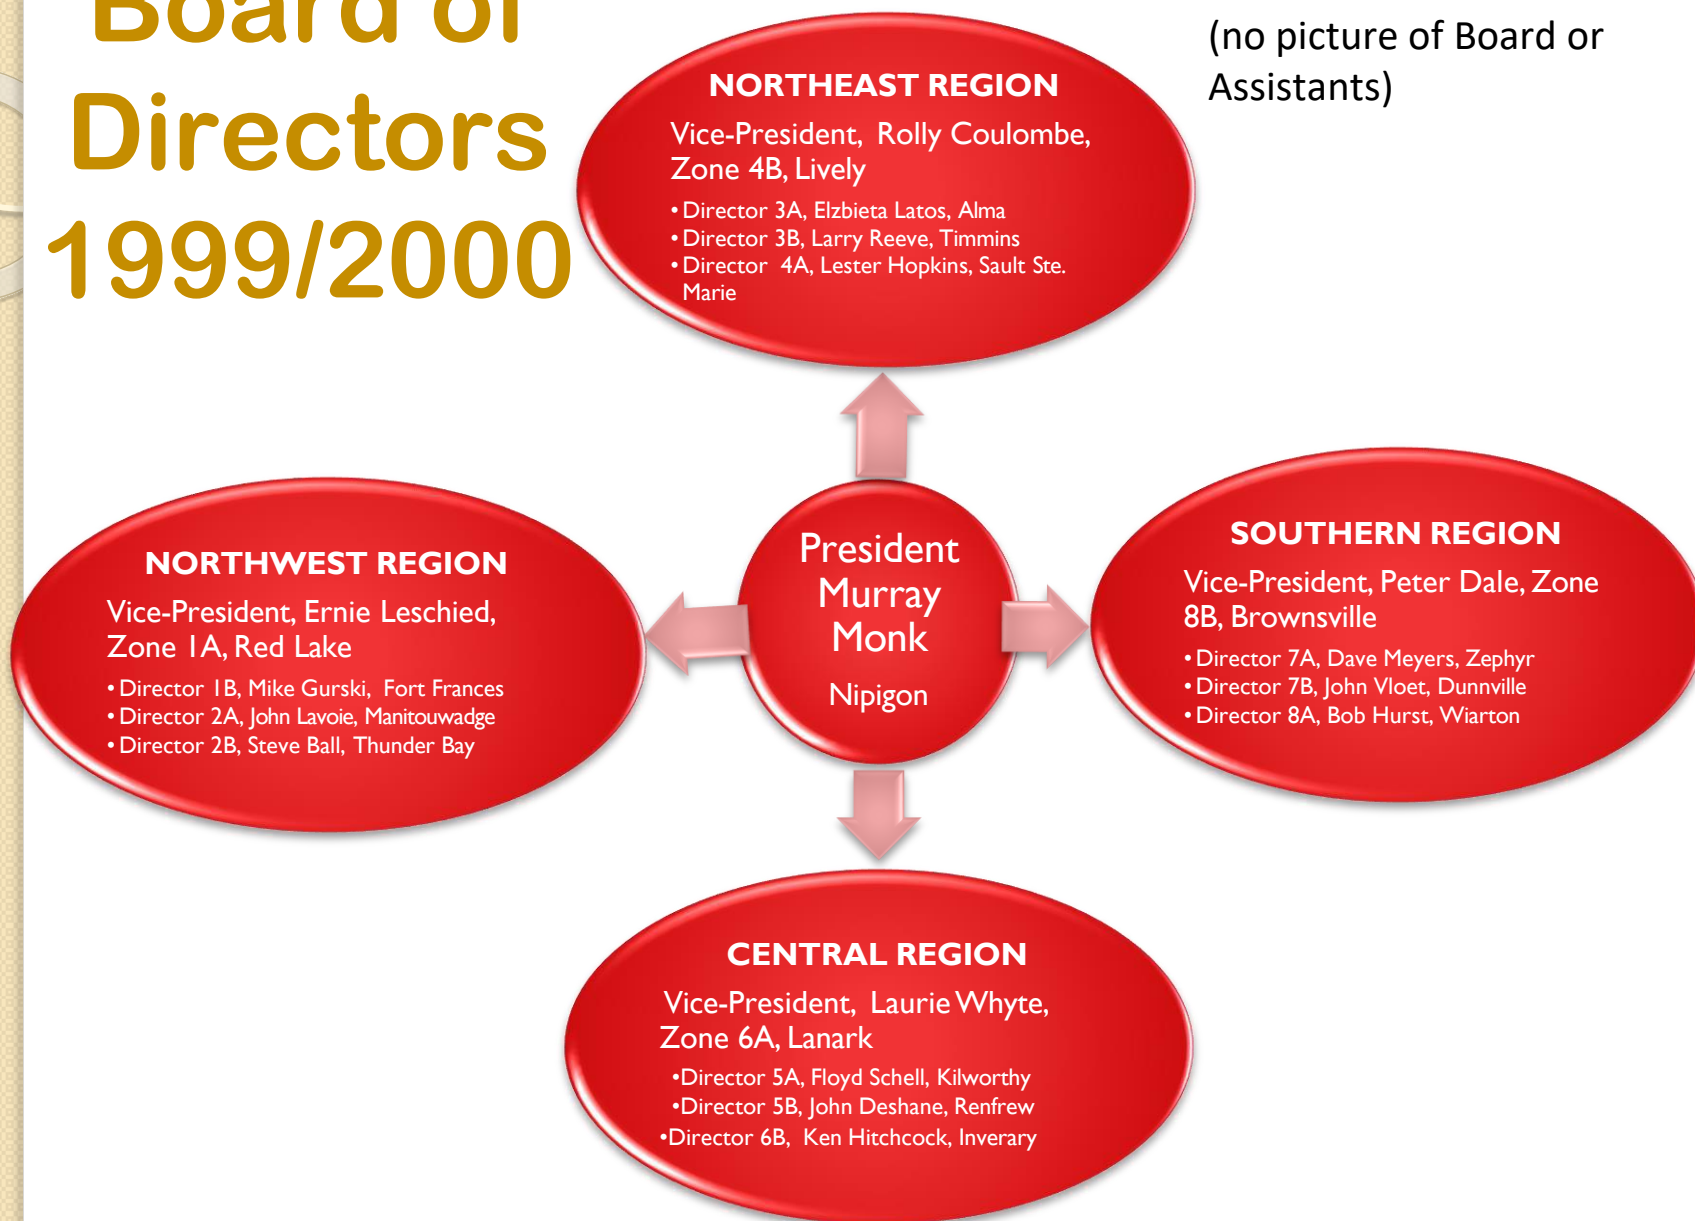 Board of
Directors
1999/2000
(no picture of Board or
Assistants)
NORTHEAST REGION
Vice-President, Rolly Coulombe,
Zone 4B, Lively
• Director 3A, Elzbieta Latos, Alma
• Director 3B, Larry Reeve, Timmins
• Director 4A, Lester Hopkins, Sault Ste.
Marie
NORTHWEST REGION
Vice-President, Ernie Leschied,
Zone 1A, Red Lake
• Director 1B, Mike Gurski, Fort Frances
• Director 2A, John Lavoie, Manitouwadge
• Director 2B, Steve Ball, Thunder Bay
President
Murray
Monk
Nipigon
SOUTHERN REGION
Vice-President, Peter Dale, Zone
8B, Brownsville
• Director 7A, Dave Meyers, Zephyr
• Director 7B, John Vloet, Dunnville
• Director 8A, Bob Hurst, Wiarton
CENTRAL REGION
Vice-President, Laurie Whyte,
Zone 6A, Lanark
•Director 5A, Floyd Schell, Kilworthy
•Director 5B, John Deshane, Renfrew
•Director 6B, Ken Hitchcock, Inverary